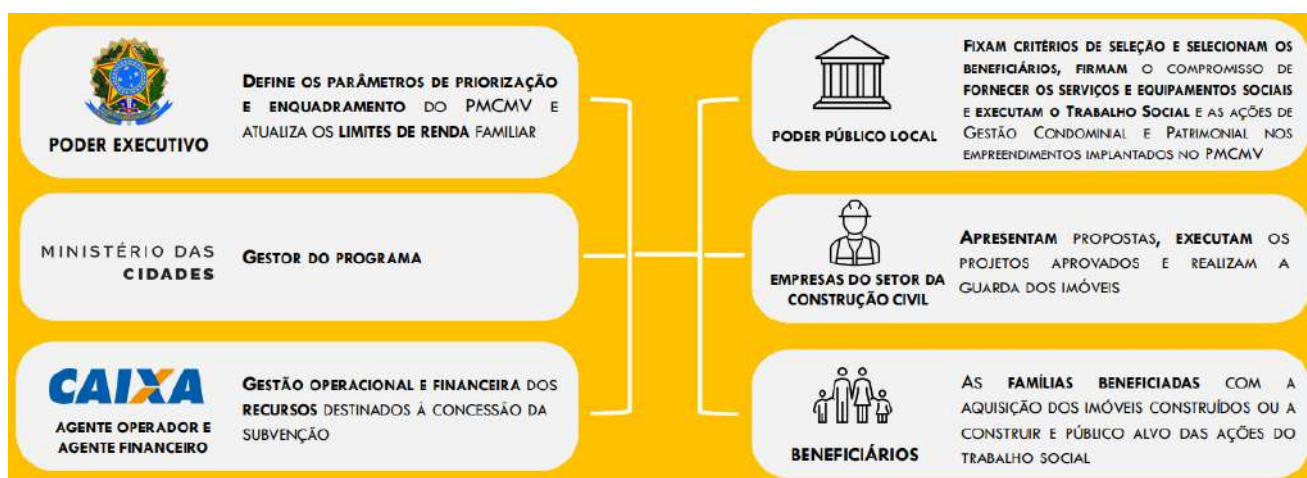 PODER EXECUTIVO
DEFINE OS PARÂMETROS DE PRIORIZAÇÃO
E ENQUADRAMENTO DO PMCMV E
ATUALIZA OS LIMITES DE RENDA FAMILIAR
MINISTÉRIO DAS
CIDADES
GESTOR DO PROGRAMA
CAIXA
AGENTE OPERADOR E
AGENTE FINANCEIRO
GESTÃO OPERACIONAL E FINANCEIRA DOS
RECURSOS DESTINADOS À CONCESSÃO DA
SUBVENÇÃO
PODER PÚBLICO LOCAL
FIXAM CRITÉRIOS DE SELEÇÃO E SELECIONAM OS
BENEFICIÁRIOS, FIRMAM O COMPROMISSO DE
FORNECER OS SERVIÇOS E EQUIPAMENTOS SOCIAIS
E EXECUTAM O TRABALHO SOCIAL E AS AÇÕES DE
GESTÃO CONDOMINIAL E PATRIMONIAL NOS
EMPREENDIMENTOS IMPLANTADOS NO PMCMV
EMPRESAS DO SETOR DA
CONSTRUÇÃO CIVIL
APRESENTAM PROPOSTAS, EXECUTAM OS
PROJETOS APROVADOS E REALIZAM A
GUARDA DOS IMÓVEIS
BENEFICIÁRIOS
AS FAMÍLIAS BENEFICIADAS COM A
AQUISIÇÃO DOS IMÓVEIS CONSTRUÍDOS OU A
CONSTRUIR E PÚBLICO ALVO DAS AÇÕES DO
TRABALHO SOCIAL